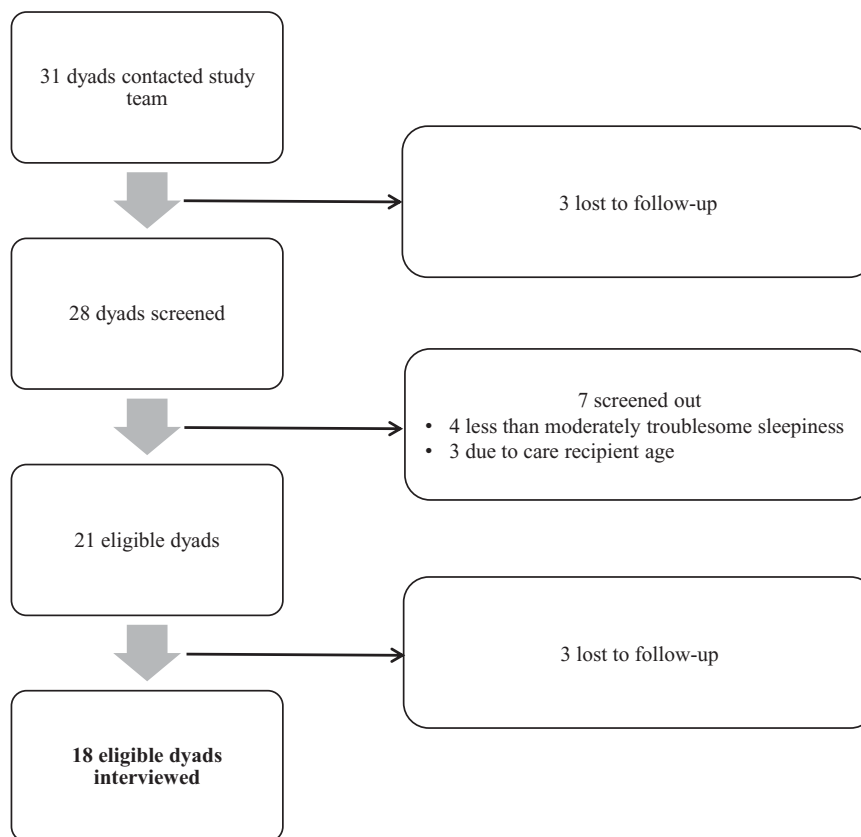 31 dyads contacted study
team
3 lost to follow-up
28 dyads screened
7 screened out
• 4 less than moderately troublesome sleepiness
• 3 due to care recipient age
21 eligible dyads
3 lost to follow-up
18 eligible dyads
interviewed